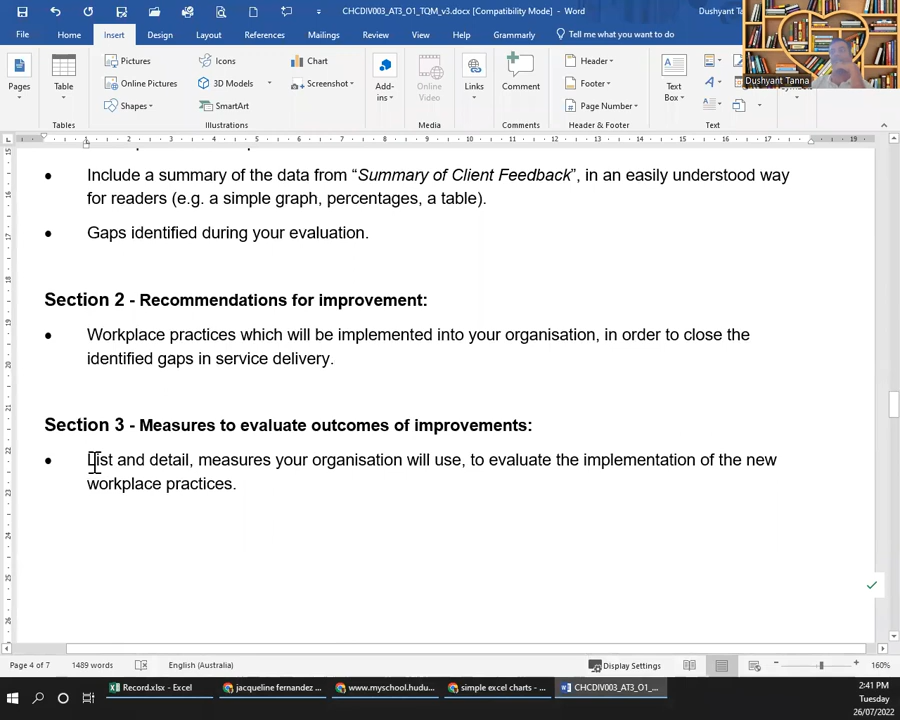 CHCDIV003_AT3_O1_TQM_v3.docx [Compatibility Mode] - Word
Dushyant Ta
Dushyant Tanna
File Home Insert Design Layout References Mailings Review View Help Grammarly Tell me what you want to do
Pages
Table
Tables
Pictures
Online Pictures
Shapes
Icons
3D Models
SmartArt
Chart
Screenshot
Illustrations
Add-ins
Online Video
Media
Links
Comment
Comments
Header
Footer
Page Number
Header & Footer
Text Box
Text
• Include a summary of the data from “Summary of Client Feedback”, in an easily understood way
for readers (e.g. a simple graph, percentages, a table).
• Gaps identified during your evaluation.
Section 2 - Recommendations for improvement:
• Workplace practices which will be implemented into your organisation, in order to close the
identified gaps in service delivery.
Section 3 - Measures to evaluate outcomes of improvements:
• List and detail, measures your organisation will use, to evaluate the implementation of the new
workplace practices.
Page 4 of 7 1489 words English (Australia) Display Settings 160%
Record.xlsx - Excel jacqueline fernandez ... www.myschool.hudu... simple excel charts - ... CHCDIV003_AT3_O1_...
2:41 PM
Tuesday
26/07/2022